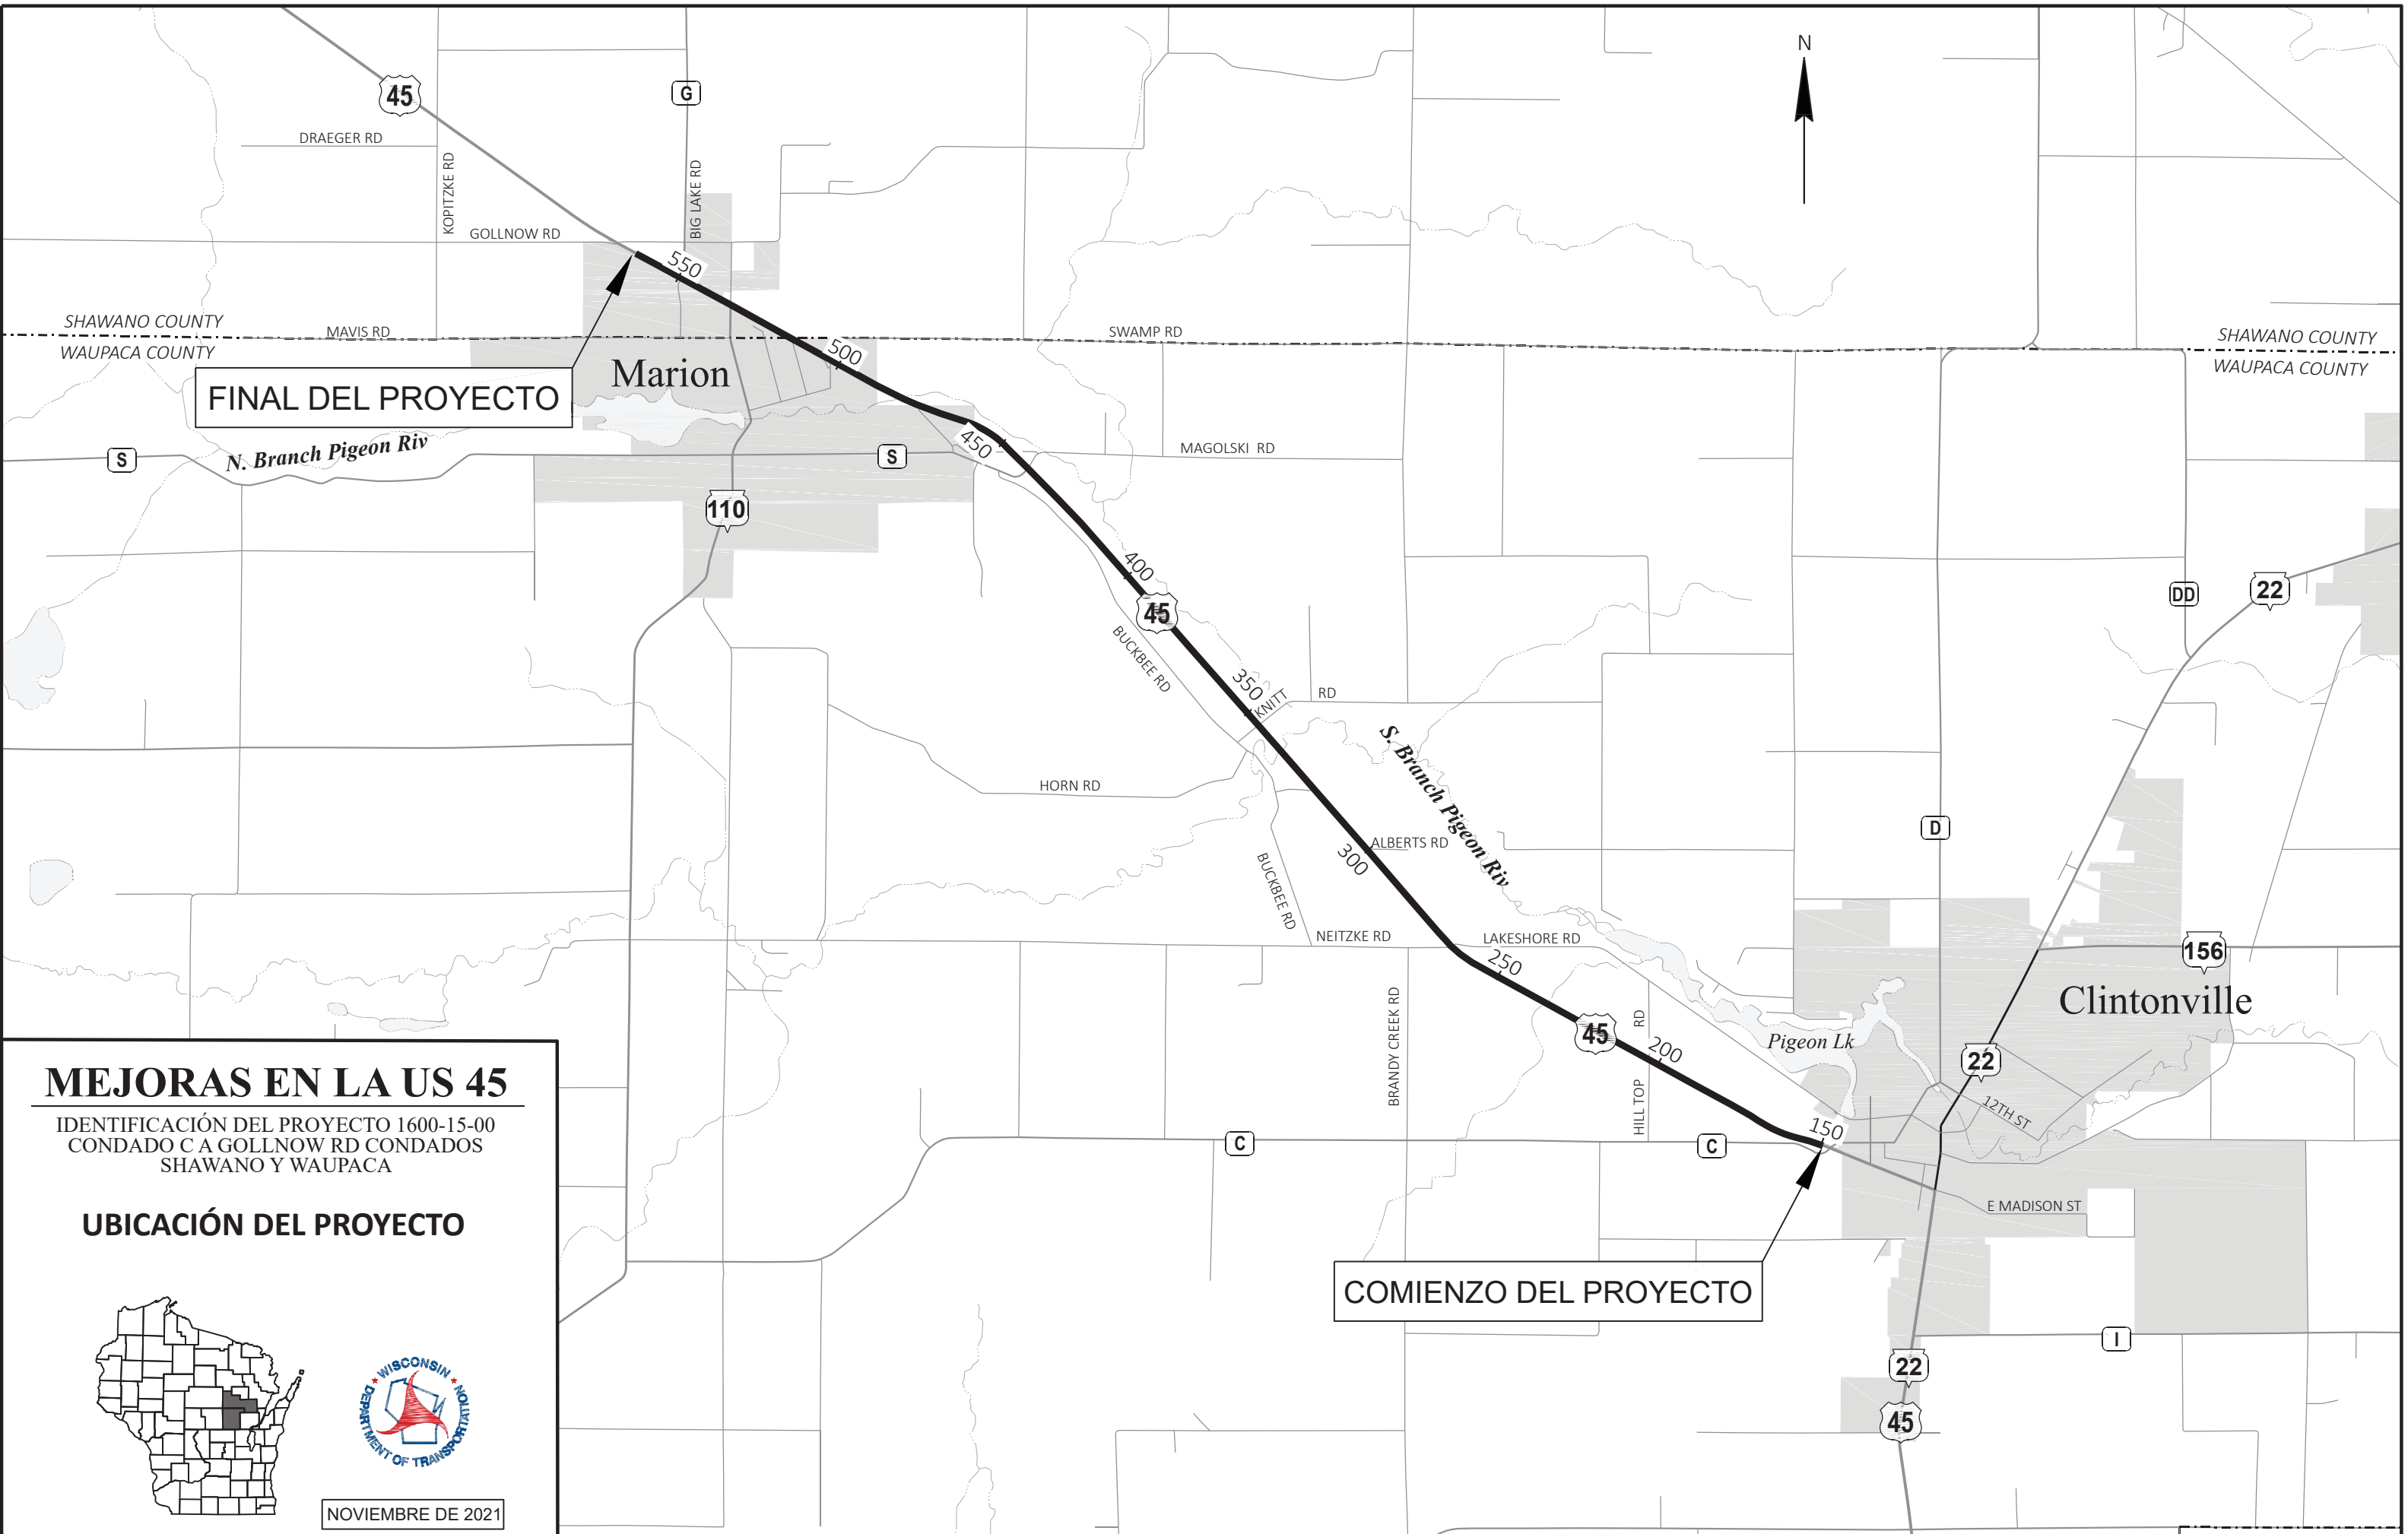 N
45
G
DRAEGER RD
KOPITZKE RD
BIG LAKE RD
GOLLNOW RD
550
SHAWANO COUNTY
WAUPACA COUNTY
MAVIS RD
SWAMP RD
SHAWANO COUNTY
WAUPACA COUNTY
500
Marion
FINAL DEL PROYECTO
N. Branch Pigeon Riv
S
S
450
MAGOLSKI RD
110
400
45
BUCKBEE RD
DD
22
350
KNITT
RD
S. Branch Pigeon Riv
HORN RD
ALBERTS RD
300
D
BUCKBEE RD
NEITZKE RD
LAKESHORE RD
250
156
Clintonville
BRANDY CREEK RD
45
HILL TOP
RD
200
Pigeon Lk
22
12TH ST
150
C
C
E MADISON ST
COMIENZO DEL PROYECTO
I
22
45
MEJORAS EN LA US 45
IDENTIFICACIÓN DEL PROYECTO 1600-15-00
CONDADO C A GOLLNOW RD CONDADOS
SHAWANO Y WAUPACA
UBICACIÓN DEL PROYECTO
WISCONSIN
DEPARTMENT OF TRANSPORTATION
NOVIEMBRE DE 2021